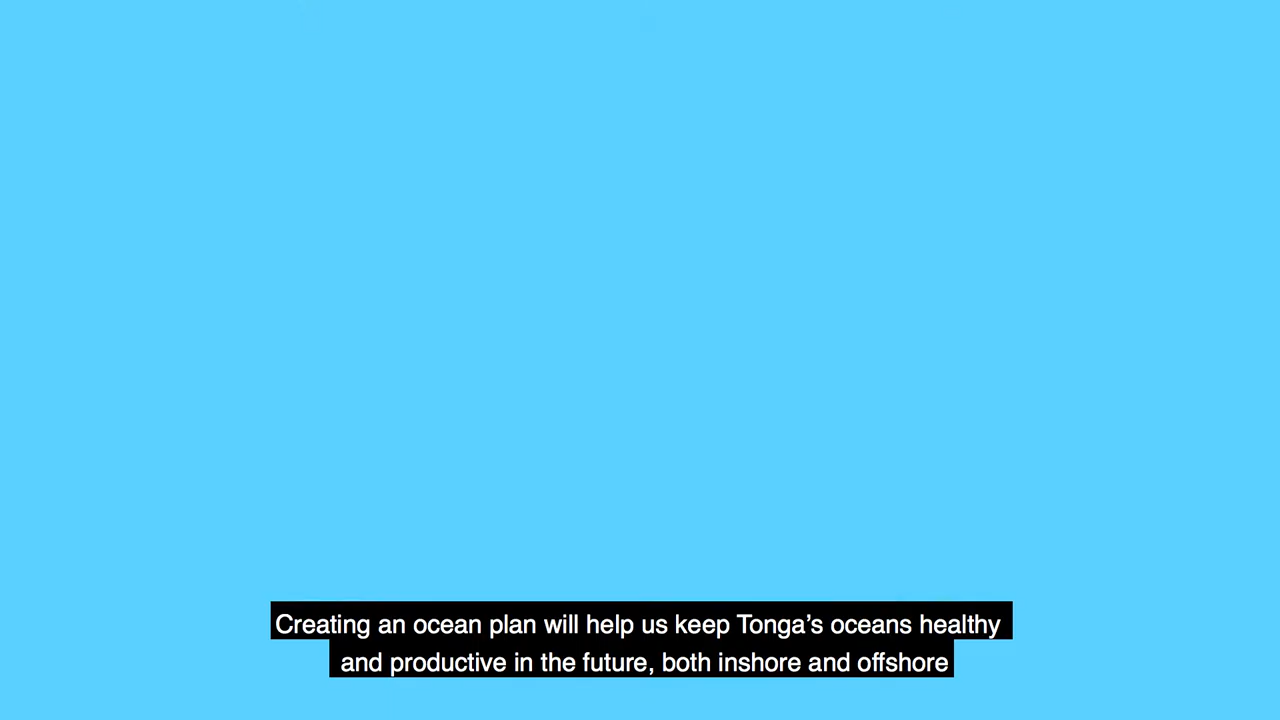 Creating an ocean plan will help us keep Tonga’s oceans healthy
and productive in the future, both inshore and offshore